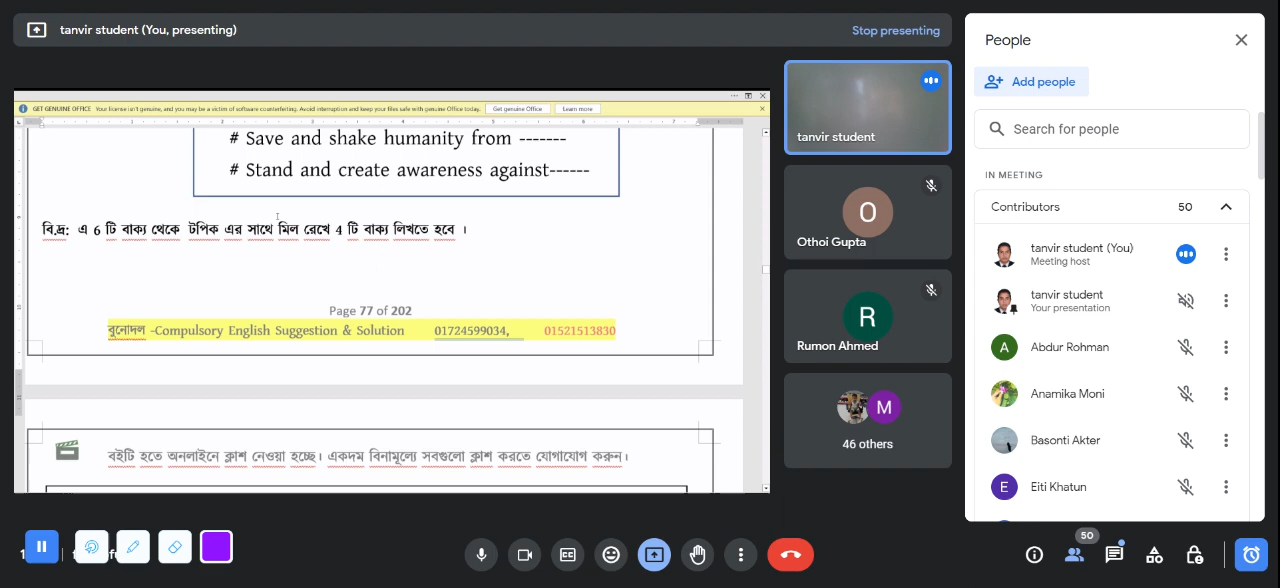 tanvir student (You, presenting)
Stop presenting
GET GENUINE OFFICE Your license isn't genuine, and you may be a victim of software counterfeiting. Avoid interruption and keep your files safe with genuine Office today. Get genuine Office Learn more
# Save and shake humanity from -------
# Stand and create awareness against------
বি,দ্র: এ 6 টি বাক্য থেকে টপিক এর সাথে মিল রেখে 4 টি বাক্য লিখতে হবে ।
Page 77 of 202
বুনোদল -Compulsory English Suggestion & Solution 01724599034, 01521513830
বইটি হতে অনলাইনে ক্লাশ নেওয়া হচ্ছে। একদম বিনামূল্যে সবগুলো ক্লাশ করতে যোগাযোগ করুন।
tanvir student
O
Othoi Gupta
R
Rumon Ahmed
M
46 others
People
Add people
Search for people
IN MEETING
Contributors 50
tanvir student (You)
Meeting host
tanvir student
Your presentation
A Abdur Rohman
Anamika Moni
Basonti Akter
E Eiti Khatun
50